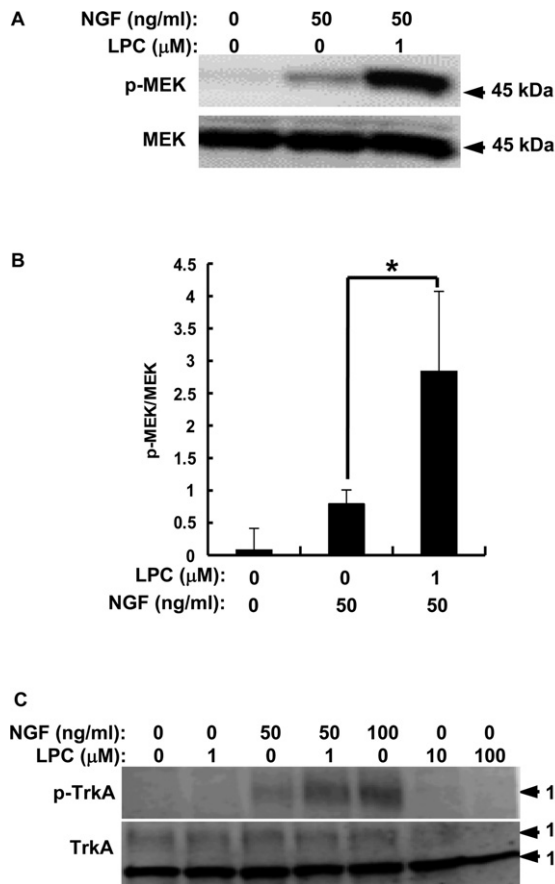 A
NGF (ng/ml): 0 50 50
LPC (μM): 0 0 1
p-MEK
45 kDa
MEK
45 kDa
B
4.5
4
3.5
3
2.5
2
1.5
1
0.5
0
p-MEK/MEK
*
LPC (μM): 0 0 1
NGF (ng/ml): 0 50 50
C
NGF (ng/ml): 0 0 50 50 100 0 0
LPC (μM): 0 1 0 1 0 10 100
p-TrkA
1
TrkA
1
1